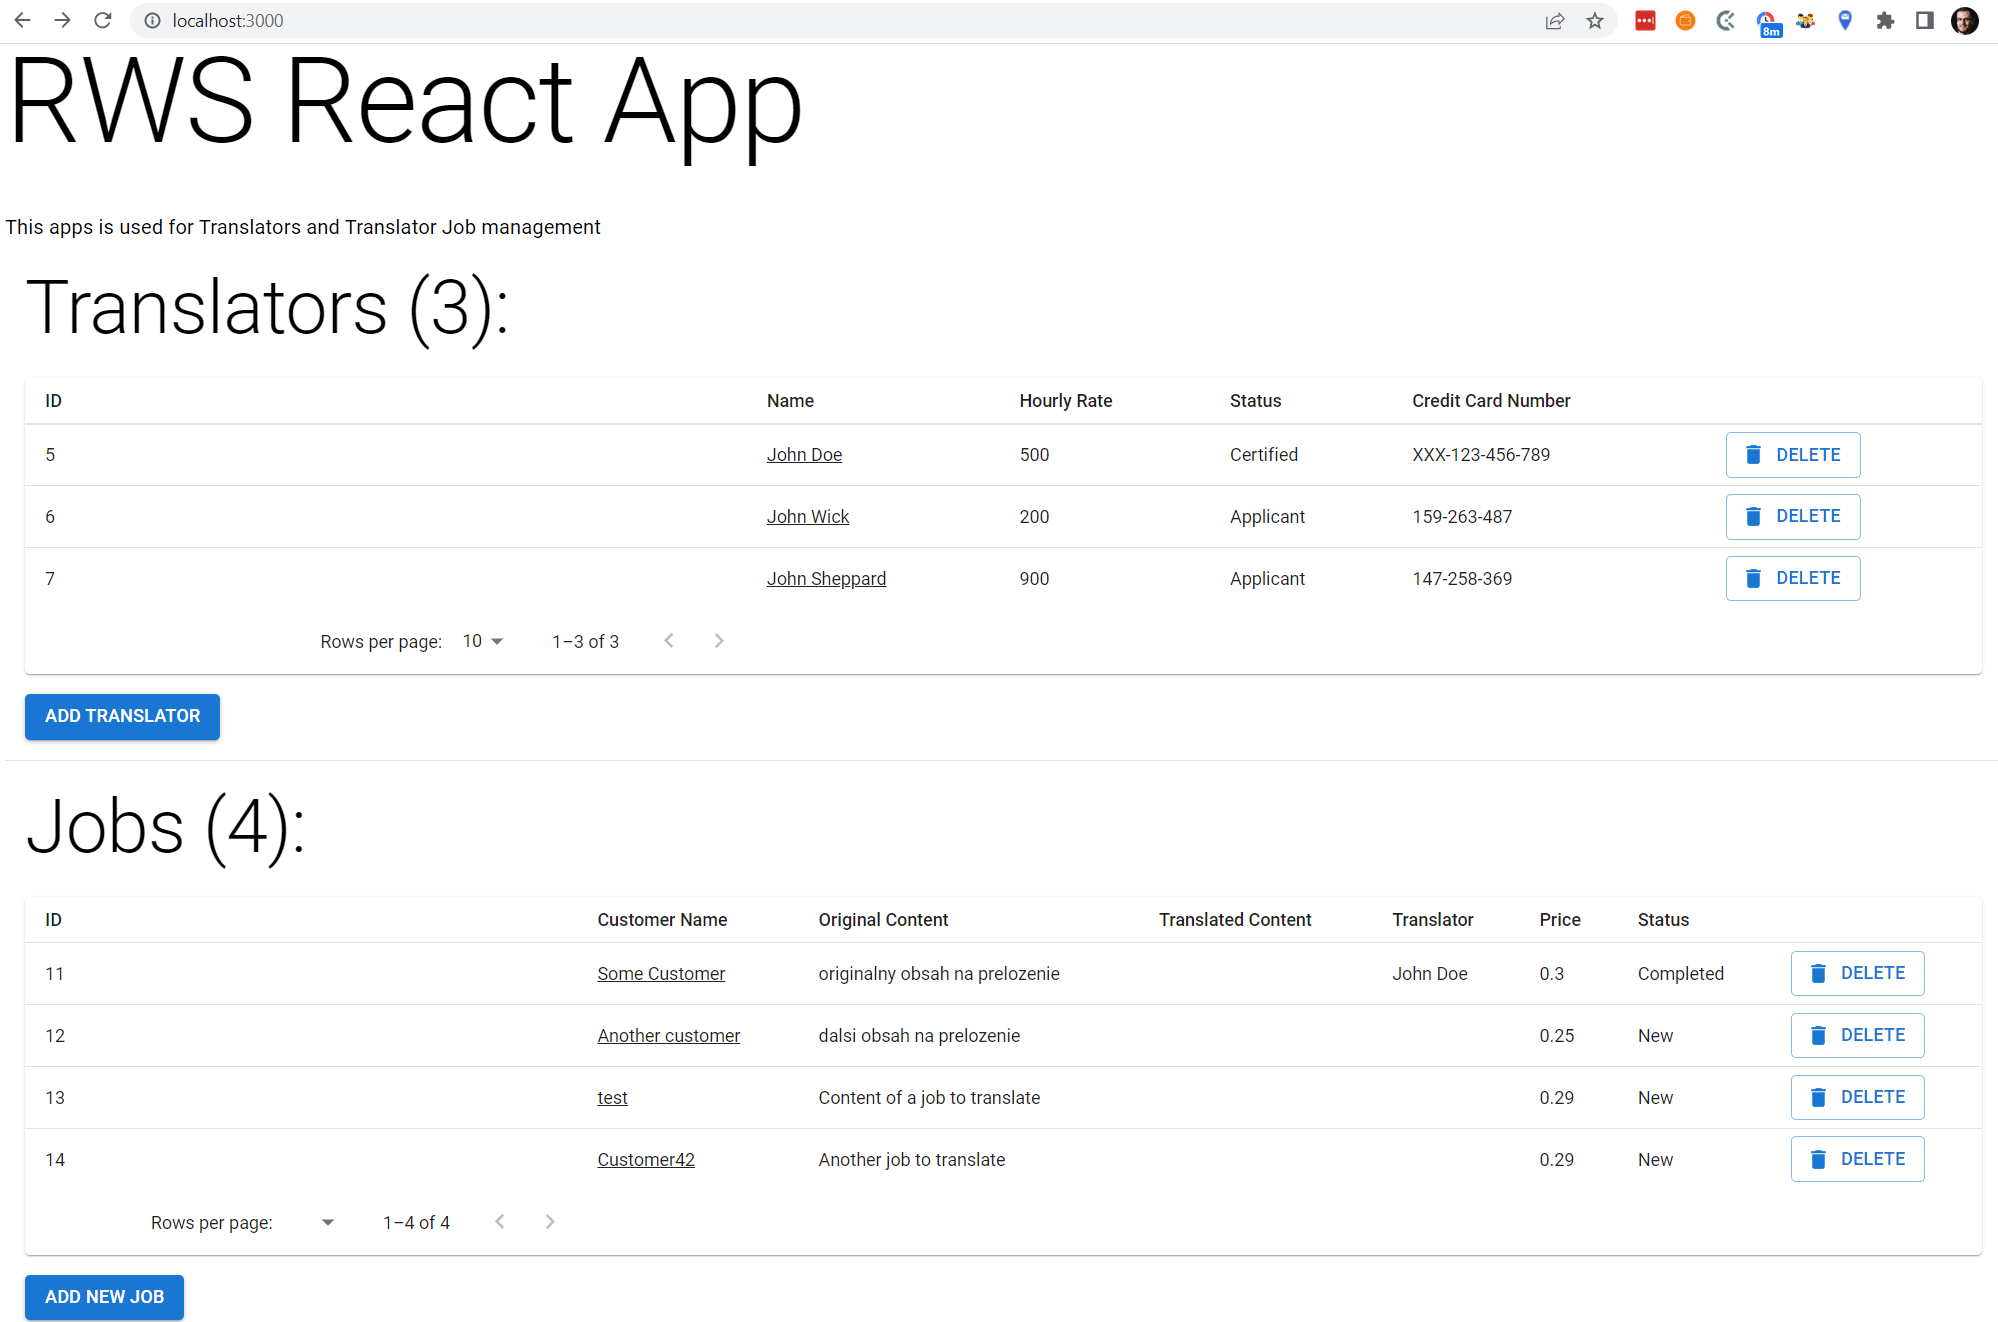 localhost:3000
8m
RWS React App
This apps is used for Translators and Translator Job management
Translators (3):
ID Name Hourly Rate Status Credit Card Number
5 John Doe 500 Certified XXX-123-456-789 DELETE
6 John Wick 200 Applicant 159-263-487 DELETE
7 John Sheppard 900 Applicant 147-258-369 DELETE
Rows per page: 10 1–3 of 3
ADD TRANSLATOR
Jobs (4):
ID Customer Name Original Content Translated Content Translator Price Status
11 Some Customer originalny obsah na prelozenie John Doe 0.3 Completed DELETE
12 Another customer dalsi obsah na prelozenie 0.25 New DELETE
13 test Content of a job to translate 0.29 New DELETE
14 Customer42 Another job to translate 0.29 New DELETE
Rows per page: 1–4 of 4
ADD NEW JOB